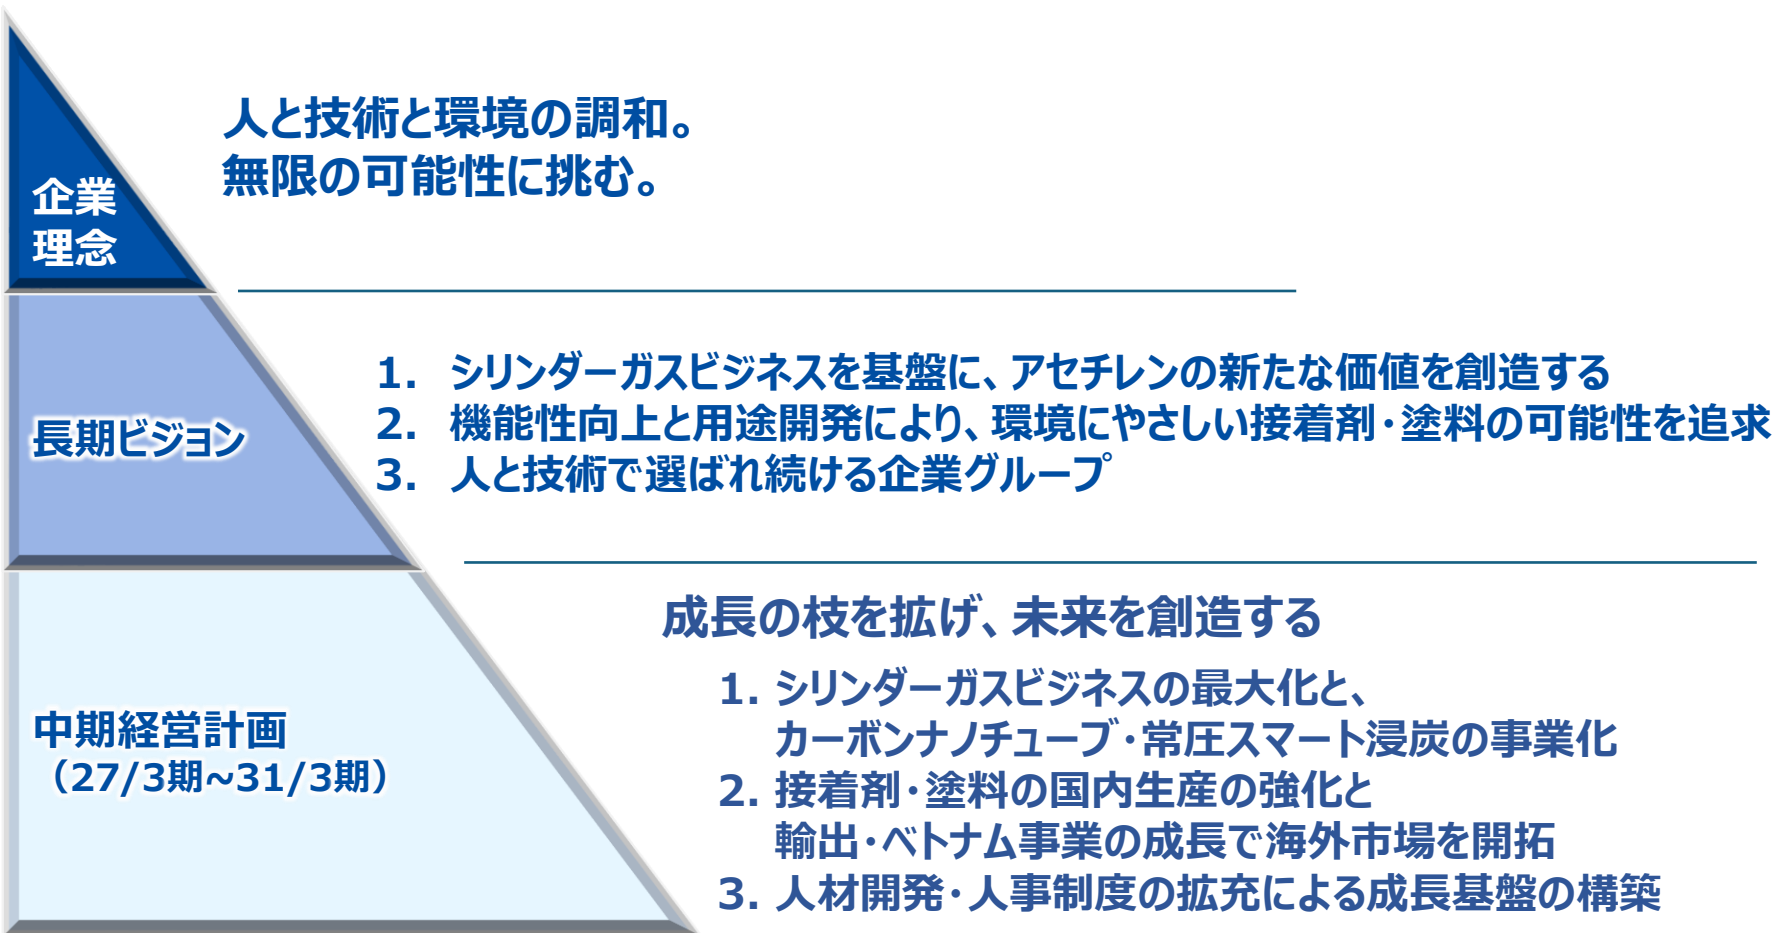 企業
理念
人と技術と環境の調和。
無限の可能性に挑む。
長期ビジョン
1. シリンダーガスビジネスを基盤に、アセチレンの新たな価値を創造する
2. 機能性向上と用途開発により、環境にやさしい接着剤・塗料の可能性を追求
3. 人と技術で選ばれ続ける企業グループ
中期経営計画
（27/3期~31/3期）
成長の枝を拡げ、未来を創造する
1. シリンダーガスビジネスの最大化と、
カーボンナノチューブ・常圧スマート浸炭の事業化
2. 接着剤・塗料の国内生産の強化と
輸出・ベトナム事業の成長で海外市場を開拓
3. 人材開発・人事制度の拡充による成長基盤の構築